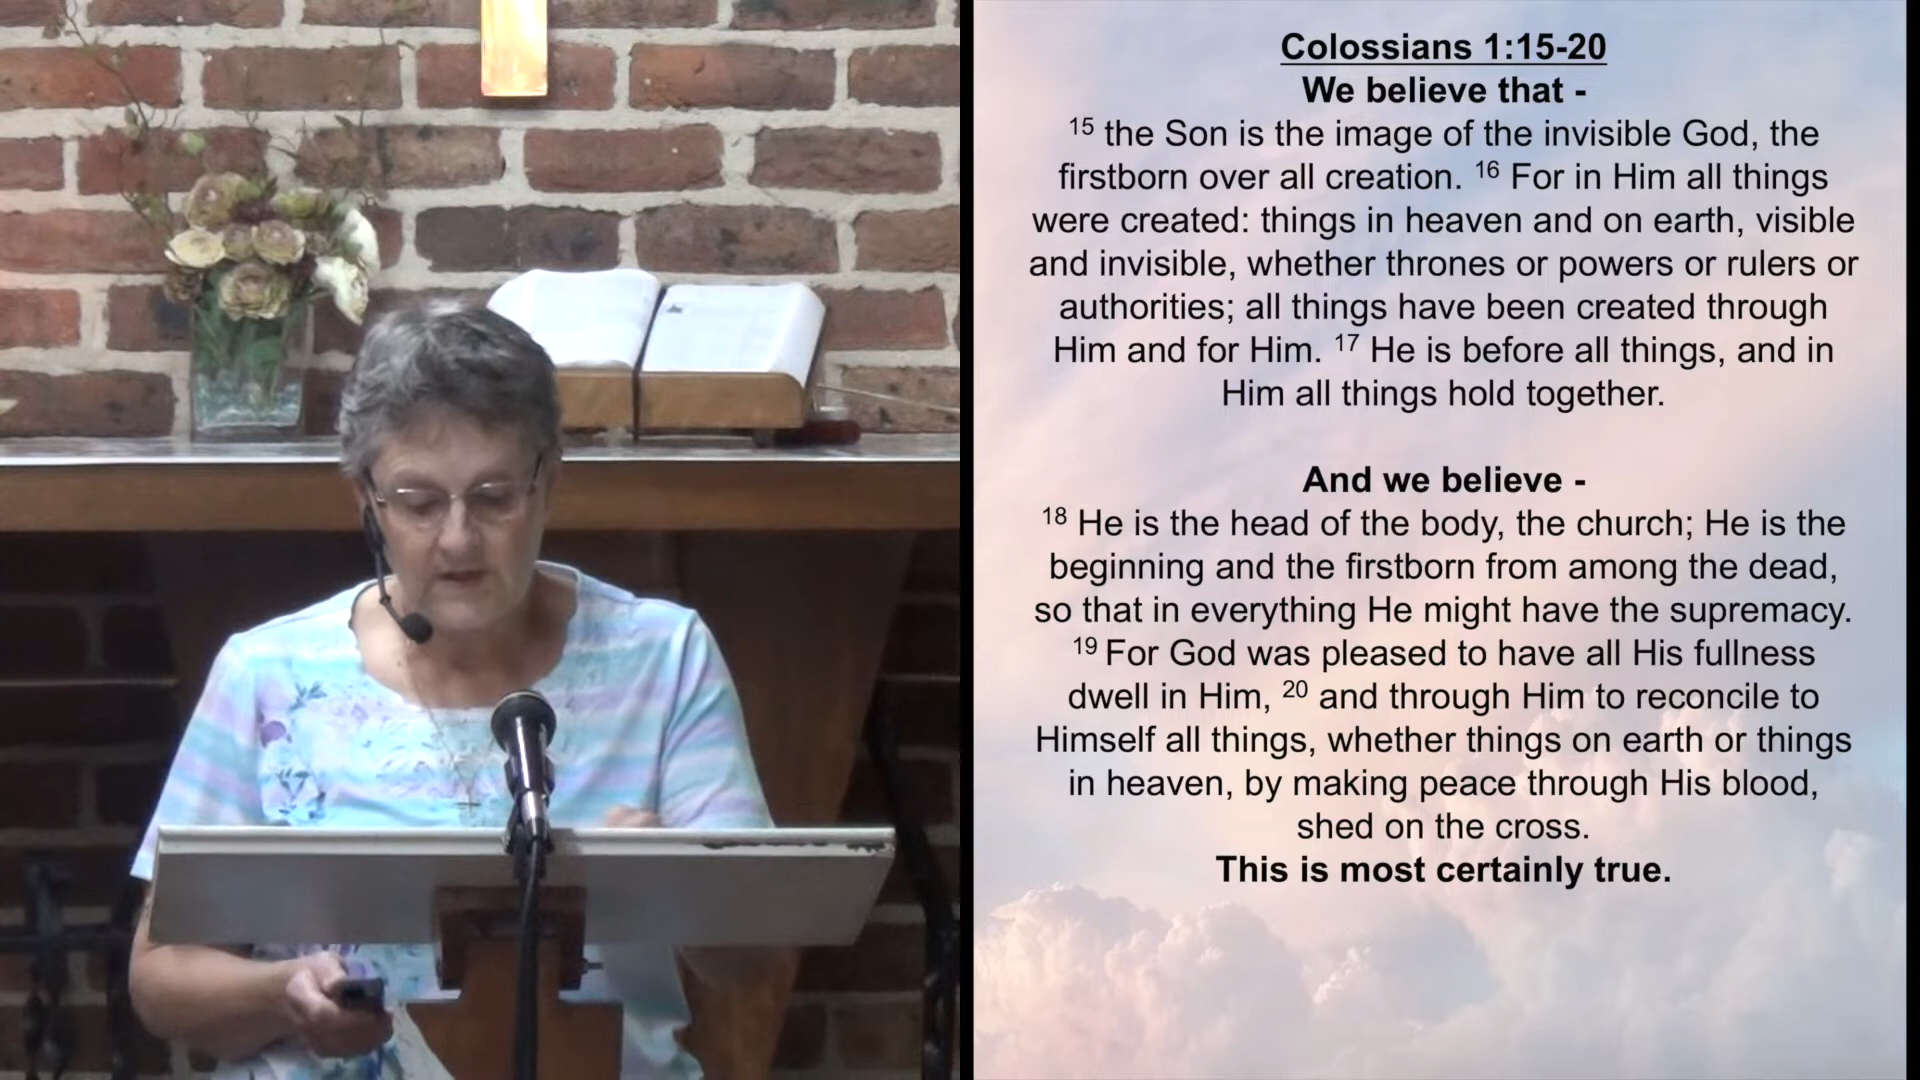 Colossians 1:15-20
We believe that -
15 the Son is the image of the invisible God, the
firstborn over all creation. 16 For in Him all things
were created: things in heaven and on earth, visible
and invisible, whether thrones or powers or rulers or
authorities; all things have been created through
Him and for Him. 17 He is before all things, and in
Him all things hold together.
And we believe -
18 He is the head of the body, the church; He is the
beginning and the firstborn from among the dead,
so that in everything He might have the supremacy.
19 For God was pleased to have all His fullness
dwell in Him, 20 and through Him to reconcile to
Himself all things, whether things on earth or things
in heaven, by making peace through His blood,
shed on the cross.
This is most certainly true.